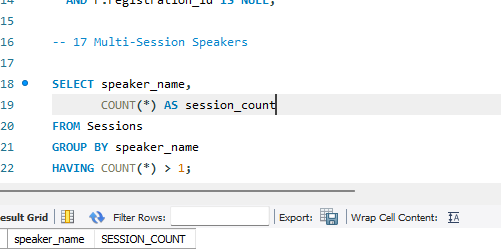 14 AND r.registration_id IS NULL;
15
16 -- 17 Multi-Session Speakers
17
18 SELECT speaker_name,
19 COUNT(*) AS session_count
20 FROM Sessions
21 GROUP BY speaker_name
22 HAVING COUNT(*) > 1;
esult Grid Filter Rows: Export: Wrap Cell Content:
speaker_name SESSION_COUNT